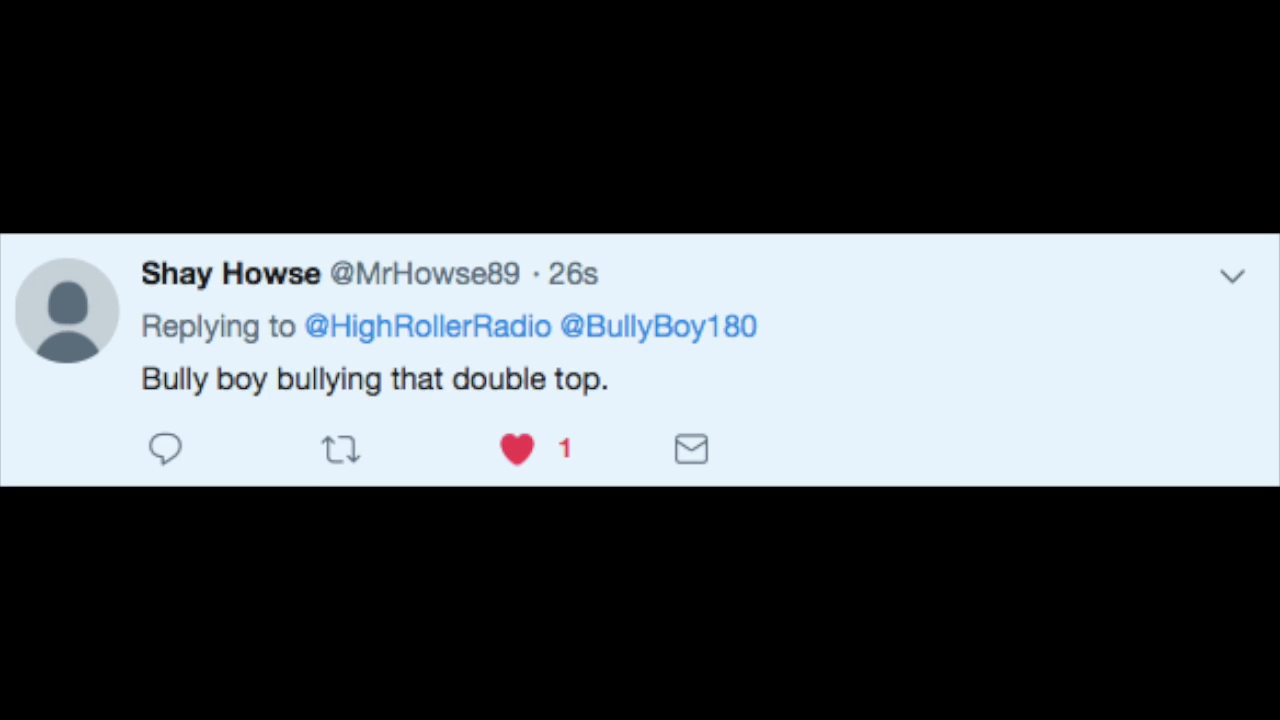 Shay Howse @MrHowse89 · 26s
Replying to @HighRollerRadio @BullyBoy180
Bully boy bullying that double top.
1